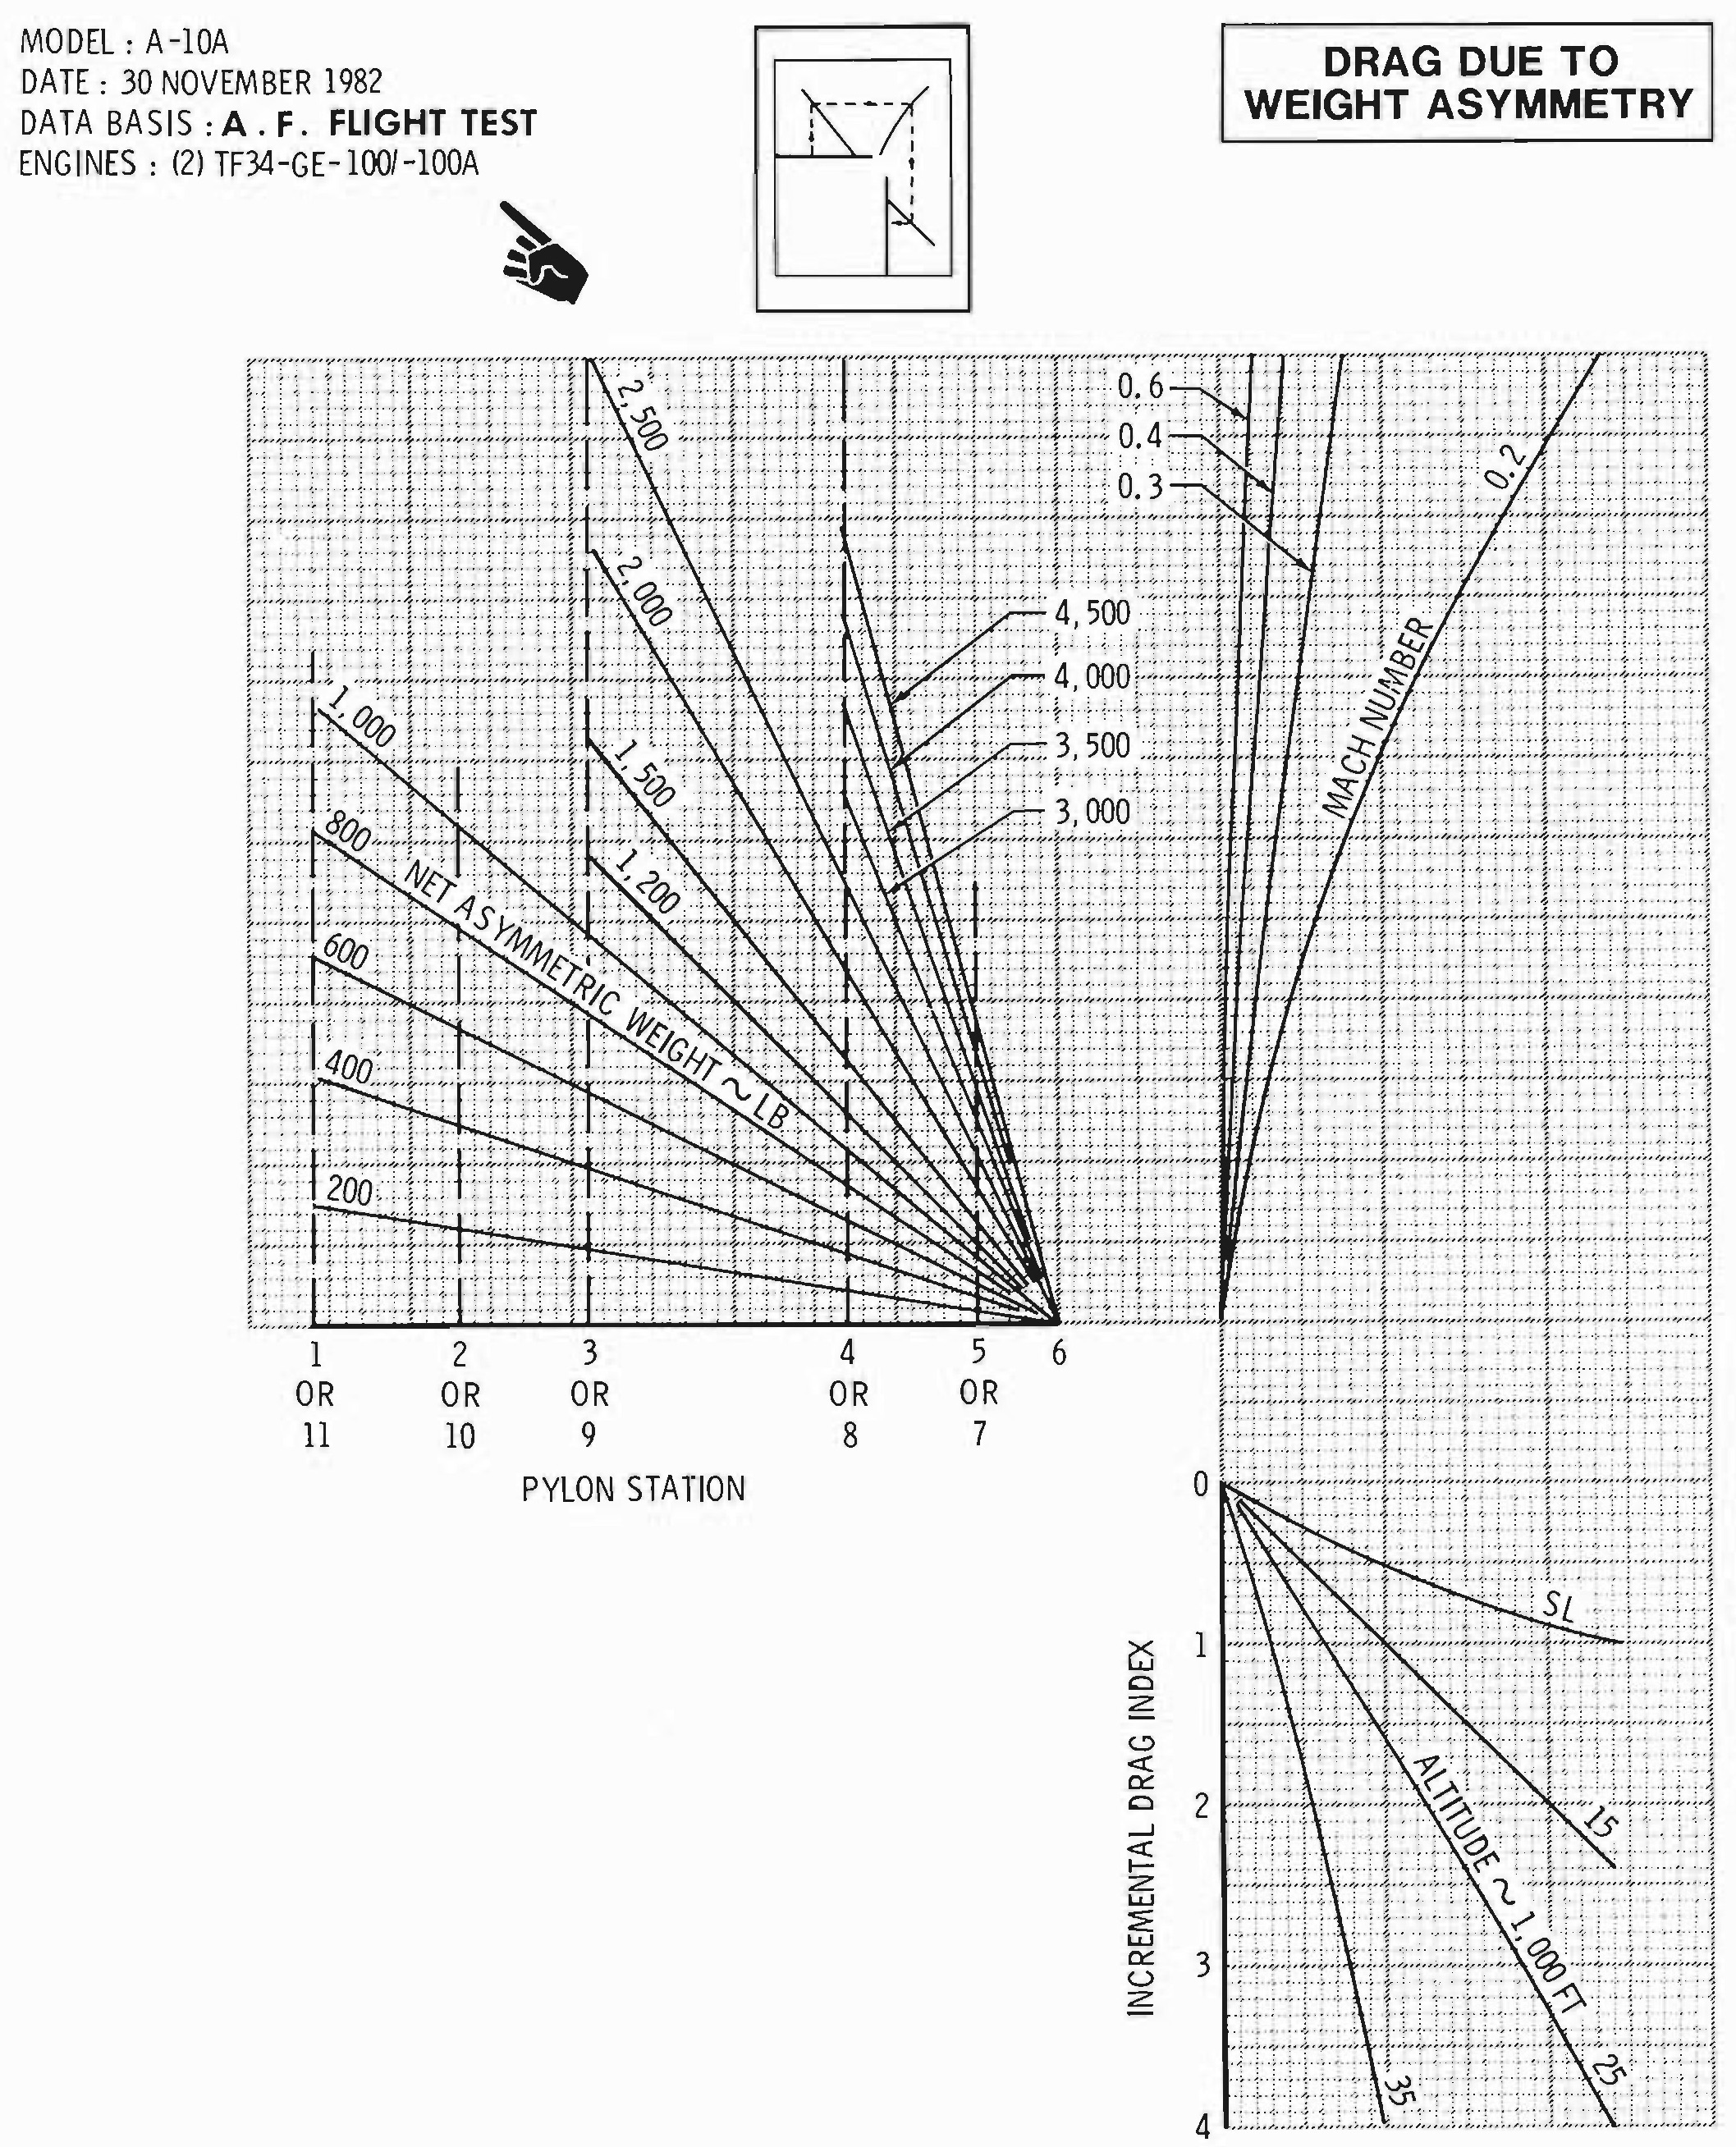 MODEL : A-10A
DATE : 30 NOVEMBER 1982
DATA BASIS : A . F. FLIGHT TEST
ENGINES : (2) TF34-GE-100/-100A
DRAG DUE TO
WEIGHT ASYMMETRY
2,500
2,000
1,500
1,200
1,000
800
600
400
200
NET ASYMMETRIC WEIGHT ~ LB
4,500
4,000
3,500
3,000
0.6
0.4
0.3
0.2
MACH NUMBER
1 2 3 4 5 6
OR OR OR OR OR
11 10 9 8 7
PYLON STATION
0
1
2
3
4
INCREMENTAL DRAG INDEX
SL
15
25
35
ALTITUDE ~ 1,000 FT